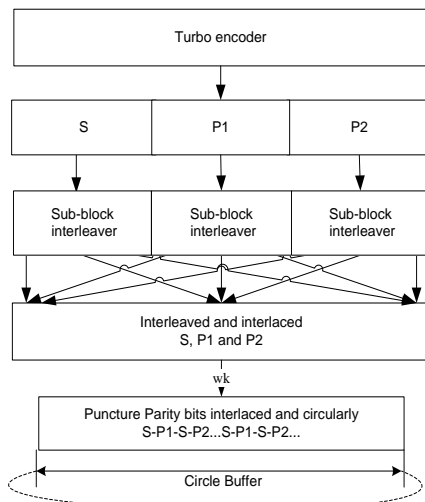 Turbo encoder
S P1 P2
Sub-block Sub-block Sub-block
interleaver interleaver interleaver
Interleaved and interlaced
S, P1 and P2
wk
Puncture Parity bits interlaced and circularly
S-P1-S-P2...S-P1-S-P2...
Circle Buffer